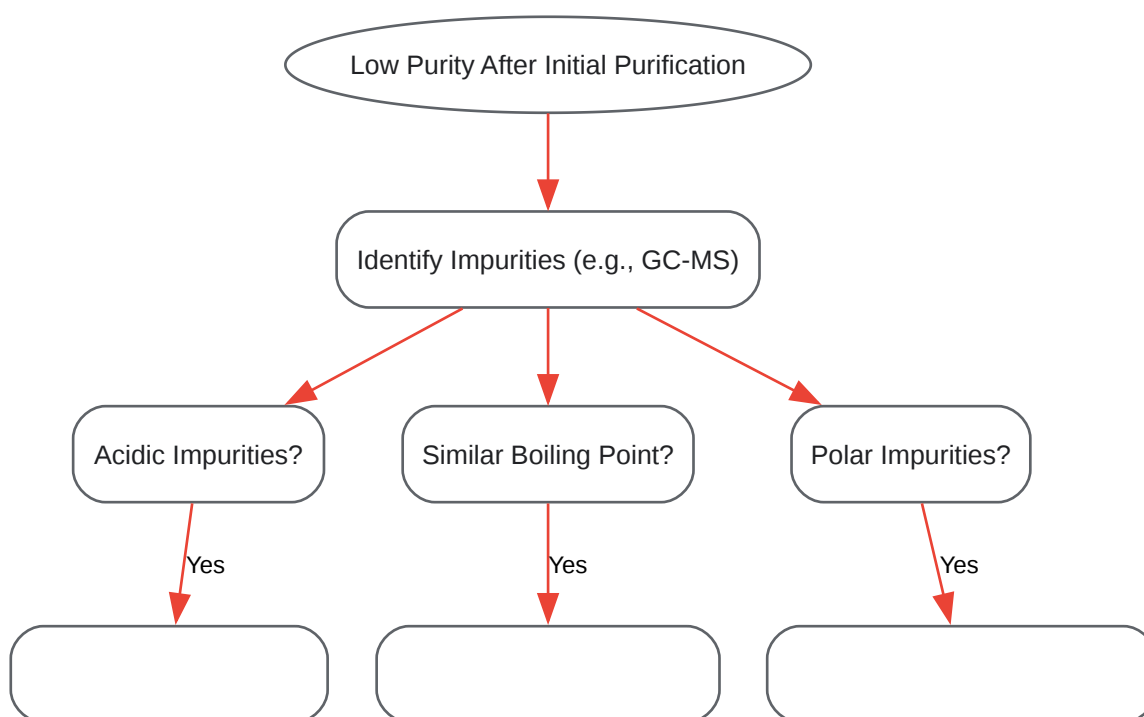 Low Purity After Initial Purification
Identify Impurities (e.g., GC-MS)
Acidic Impurities?
Similar Boiling Point?
Polar Impurities?
Yes
Yes
Yes